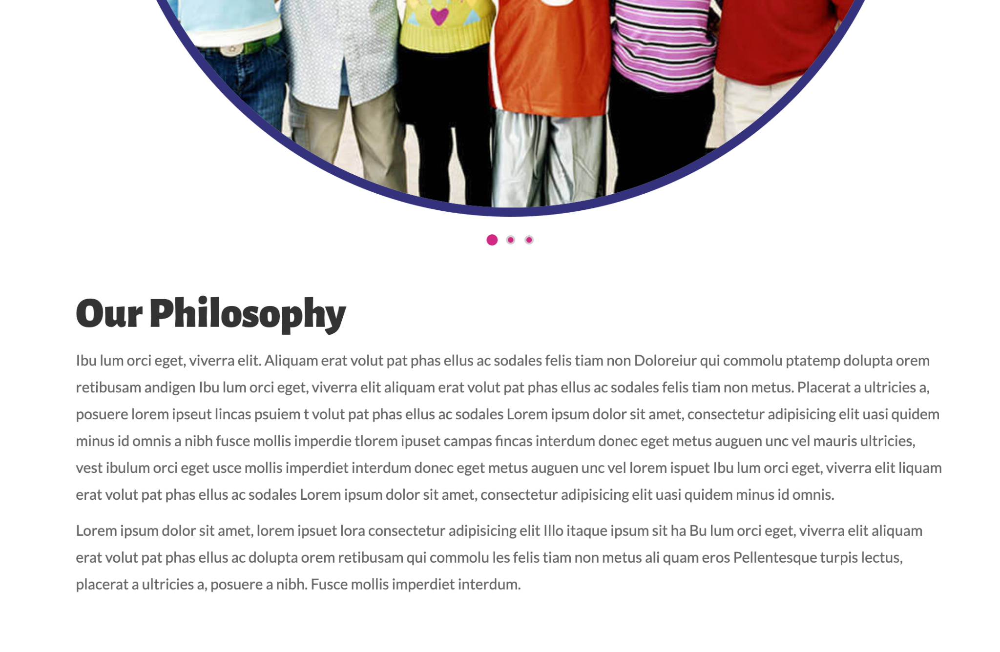 Our Philosophy
Ibu lum orci eget, viverra elit. Aliquam erat volut pat phas ellus ac sodales felis tiam non Doloreiur qui commolu ptatemp dolupta orem
retibusam andigen Ibu lum orci eget, viverra elit aliquam erat volut pat phas ellus ac sodales felis tiam non metus. Placerat a ultricies a,
posuere lorem ipseut lincas psuiem t volut pat phas ellus ac sodales Lorem ipsum dolor sit amet, consectetur adipisicing elit uasi quidem
minus id omnis a nibh fusce mollis imperdie tlorem ipuset campas fincas interdum donec eget metus auguen unc vel mauris ultricies,
vest ibulum orci eget usce mollis imperdiet interdum donec eget metus auguen unc vel lorem ispuet Ibu lum orci eget, viverra elit liquam
erat volut pat phas ellus ac sodales Lorem ipsum dolor sit amet, consectetur adipisicing elit uasi quidem minus id omnis.
Lorem ipsum dolor sit amet, lorem ipsuet lora consectetur adipisicing elit Illo itaque ipsum sit ha Bu lum orci eget, viverra elit aliquam
erat volut pat phas ellus ac dolupta orem retibusam qui commolu les felis tiam non metus ali quam eros Pellentesque turpis lectus,
placerat a ultricies a, posuere a nibh. Fusce mollis imperdiet interdum.